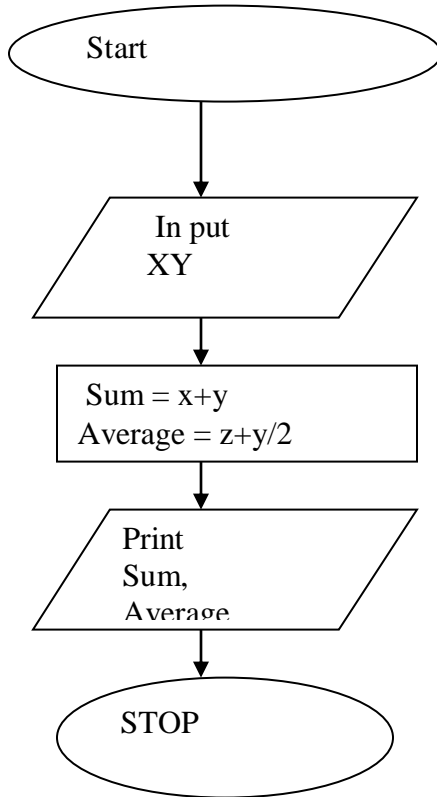 Start
In put
XY
Sum = x+y
Average = z+y/2
Print
Sum,
Average
STOP